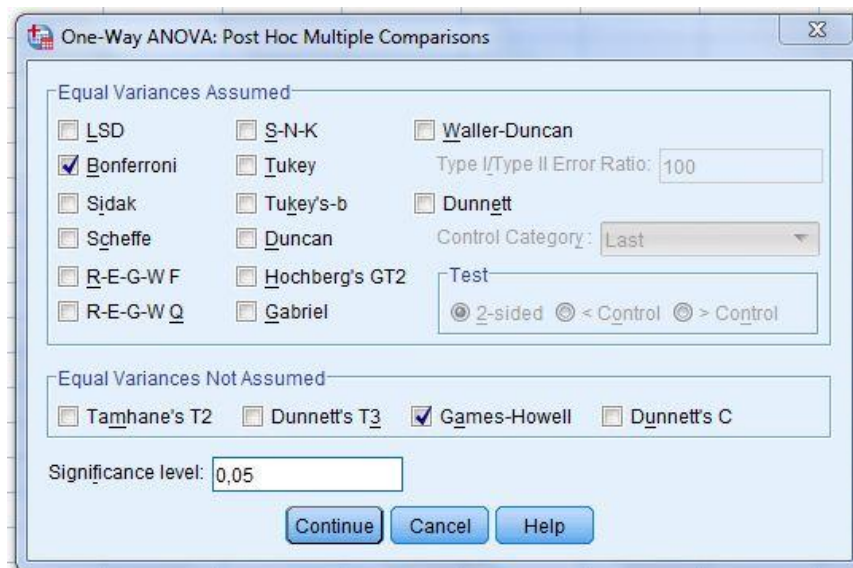 One-Way ANOVA: Post Hoc Multiple Comparisons
Equal Variances Assumed
LSD S-N-K Waller-Duncan
Bonferroni Tukey Type I/Type II Error Ratio: 100
Sidak Tukey's-b Dunnett
Scheffe Duncan Control Category: Last
R-E-G-W F Hochberg's GT2 Test
R-E-G-W Q Gabriel 2-sided < Control > Control
Equal Variances Not Assumed
Tamhane's T2 Dunnett's T3 Games-Howell Dunnett's C
Significance level: 0,05
Continue Cancel Help